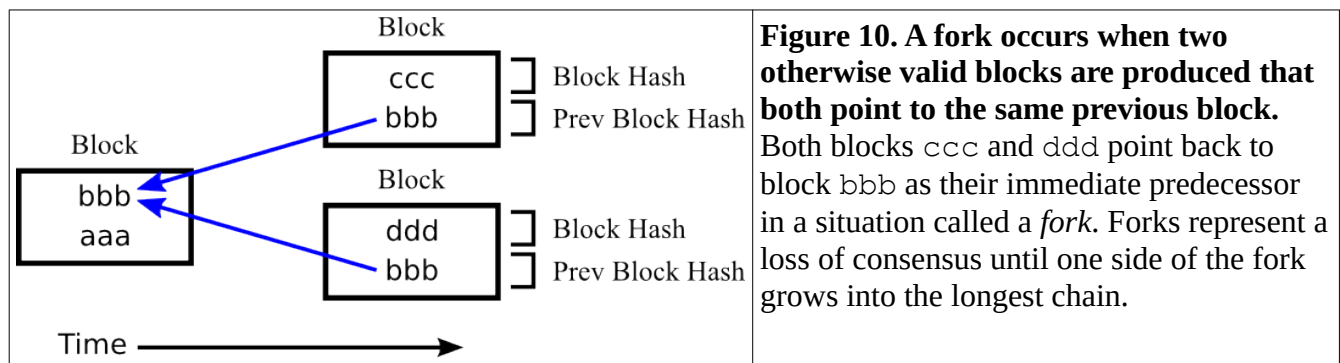 Block
ccc
bbb
Block Hash
Prev Block Hash
Block
bbb
aaa
Block
ddd
bbb
Block Hash
Prev Block Hash
Time
Figure 10. A fork occurs when two
otherwise valid blocks are produced that
both point to the same previous block.
Both blocks ccc and ddd point back to
block bbb as their immediate predecessor
in a situation called a fork. Forks represent a
loss of consensus until one side of the fork
grows into the longest chain.